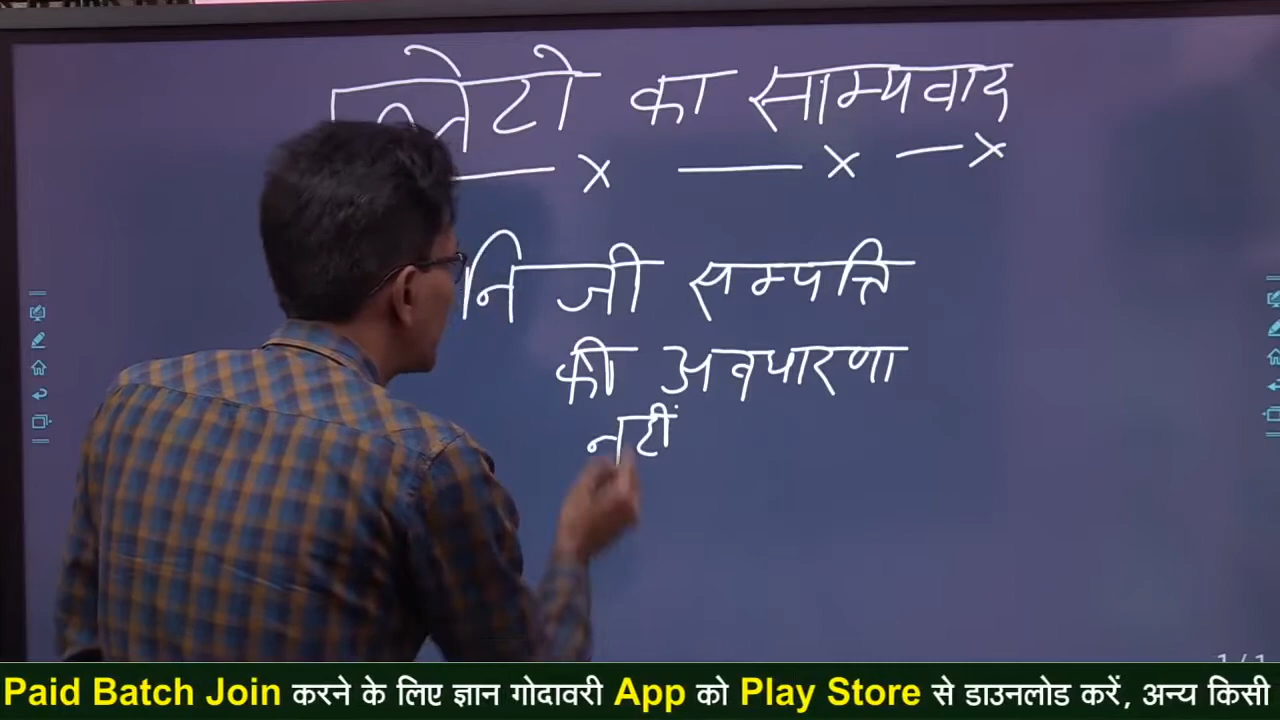 प्लेटो का साम्यवाद
— x — x — x
निजी सम्पत्ति
की अवधारणा
नहीं
Paid Batch Join करने के लिए ज्ञान गोदावरी App को Play Store से डाउनलोड करें, अन्य किसी